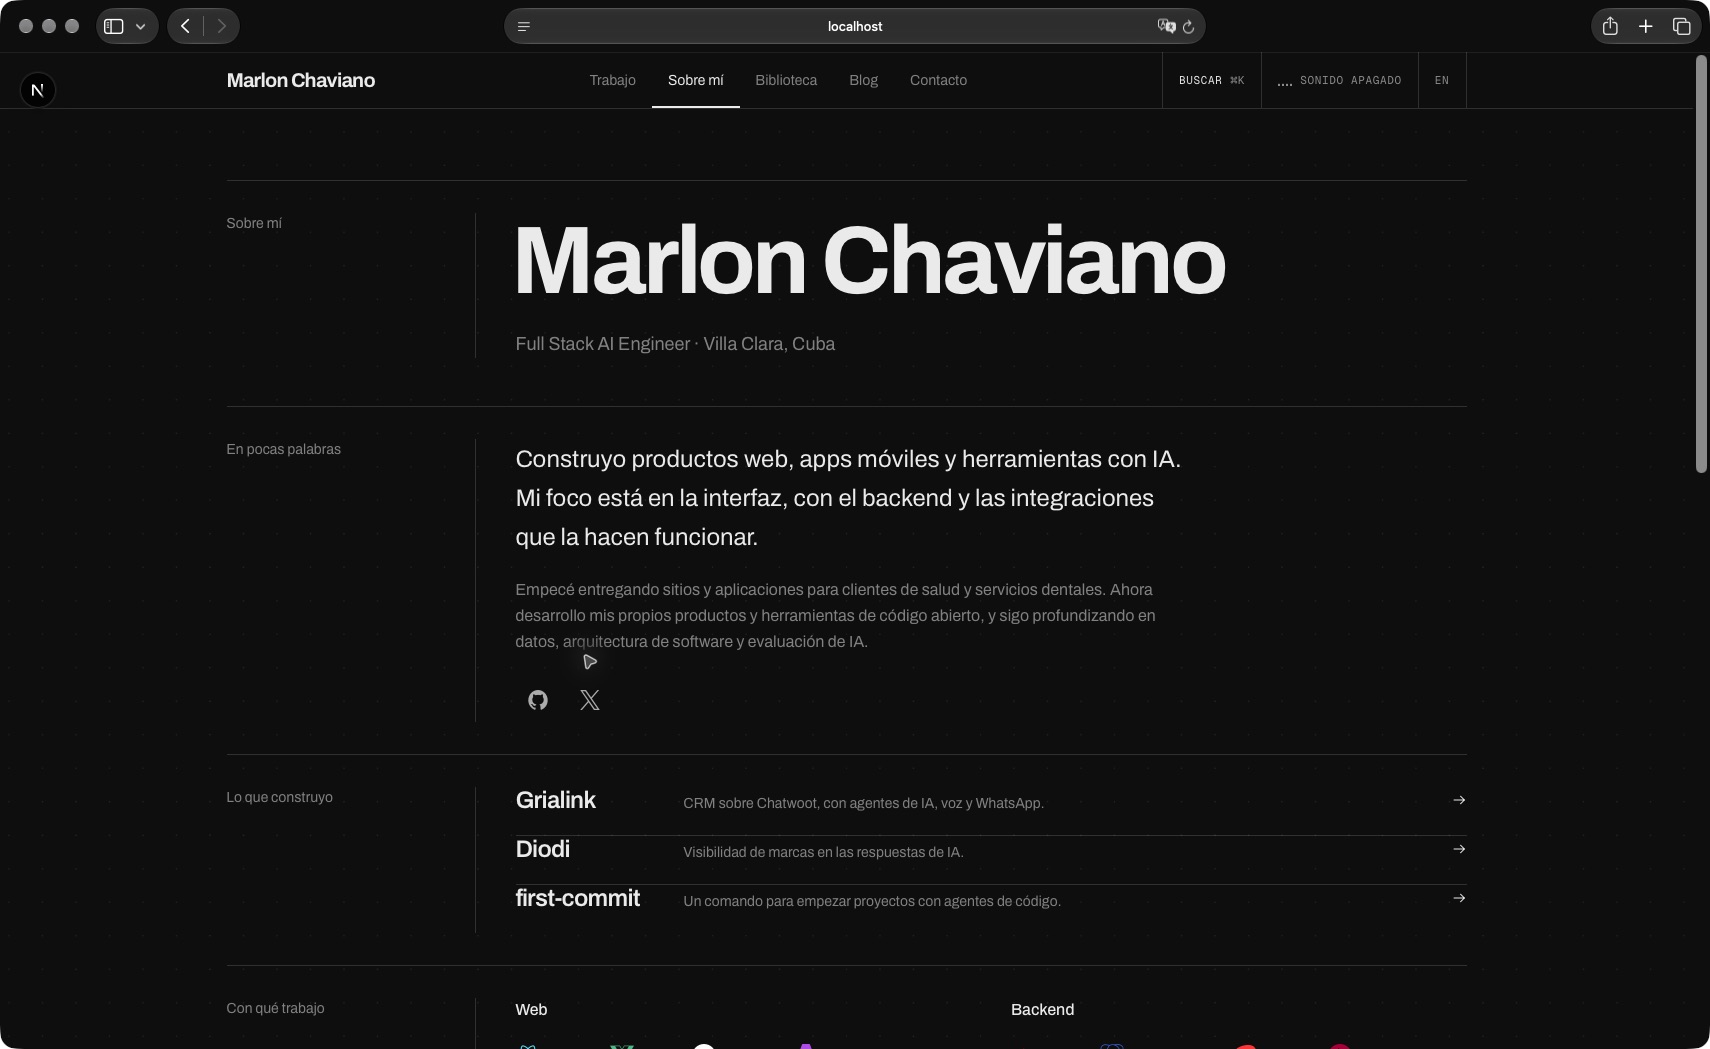 localhost
Marlon Chaviano
Trabajo
Sobre mí
Biblioteca
Blog
Contacto
BUSCAR ⌘K
.... SONIDO APAGADO
EN
N
Sobre mí
Marlon Chaviano
Full Stack AI Engineer · Villa Clara, Cuba
En pocas palabras
Construyo productos web, apps móviles y herramientas con IA.
Mi foco está en la interfaz, con el backend y las integraciones
que la hacen funcionar.
Empecé entregando sitios y aplicaciones para clientes de salud y servicios dentales. Ahora
desarrollo mis propios productos y herramientas de código abierto, y sigo profundizando en
datos, arquitectura de software y evaluación de IA.
Lo que construyo
Grialink
CRM sobre Chatwoot, con agentes de IA, voz y WhatsApp.
Diodi
Visibilidad de marcas en las respuestas de IA.
first-commit
Un comando para empezar proyectos con agentes de código.
Con qué trabajo
Web
Backend